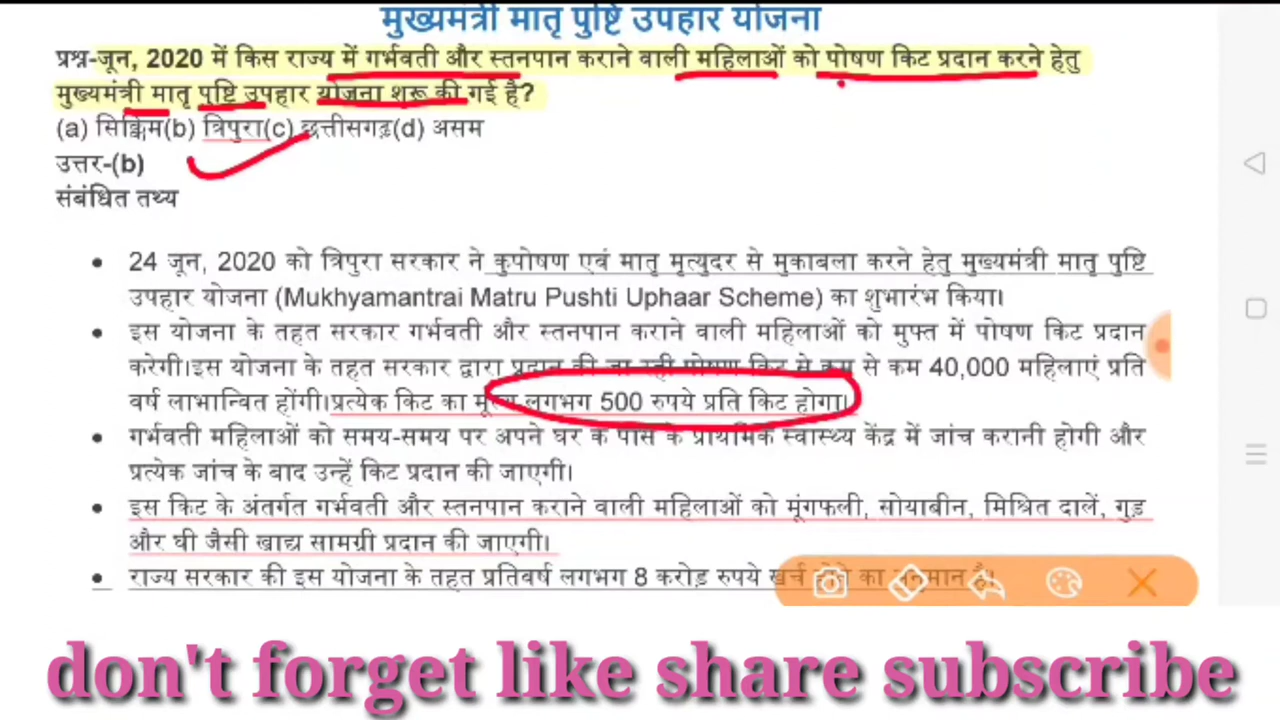 मुख्यमंत्री मातृ पुष्टि उपहार योजना
प्रश्न-जून, 2020 में किस राज्य में गर्भवती और स्तनपान कराने वाली महिलाओं को पोषण किट प्रदान करने हेतु
मुख्यमंत्री मातृ पुष्टि उपहार योजना शुरू की गई है?
(a) सिक्किम(b) त्रिपुरा(c) छत्तीसगढ़(d) असम
उत्तर-(b)
संबंधित तथ्य
• 24 जून, 2020 को त्रिपुरा सरकार ने कुपोषण एवं मातृ मृत्युदर से मुकाबला करने हेतु मुख्यमंत्री मातृ पुष्टि
उपहार योजना (Mukhyamantrai Matru Pushti Uphaar Scheme) का शुभारंभ किया।
• इस योजना के तहत सरकार गर्भवती और स्तनपान कराने वाली महिलाओं को मुफ्त में पोषण किट प्रदान
करेगी।इस योजना के तहत सरकार द्वारा प्रदान की जा रही पोषण किट से कम से कम 40,000 महिलाएं प्रति
वर्ष लाभान्वित होंगी।प्रत्येक किट का मूल्य लगभग 500 रुपये प्रति किट होगा।
• गर्भवती महिलाओं को समय-समय पर अपने घर के पास के प्राथमिक स्वास्थ्य केंद्र में जांच करानी होगी और
प्रत्येक जांच के बाद उन्हें किट प्रदान की जाएगी।
• इस किट के अंतर्गत गर्भवती और स्तनपान कराने वाली महिलाओं को मूंगफली, सोयाबीन, मिश्रित दालें, गुड़
और घी जैसी खाद्य सामग्री प्रदान की जाएगी।
• राज्य सरकार की इस योजना के तहत प्रतिवर्ष लगभग 8 करोड़ रुपये खर्च होने का अनुमान है।
don't forget like share subscribe